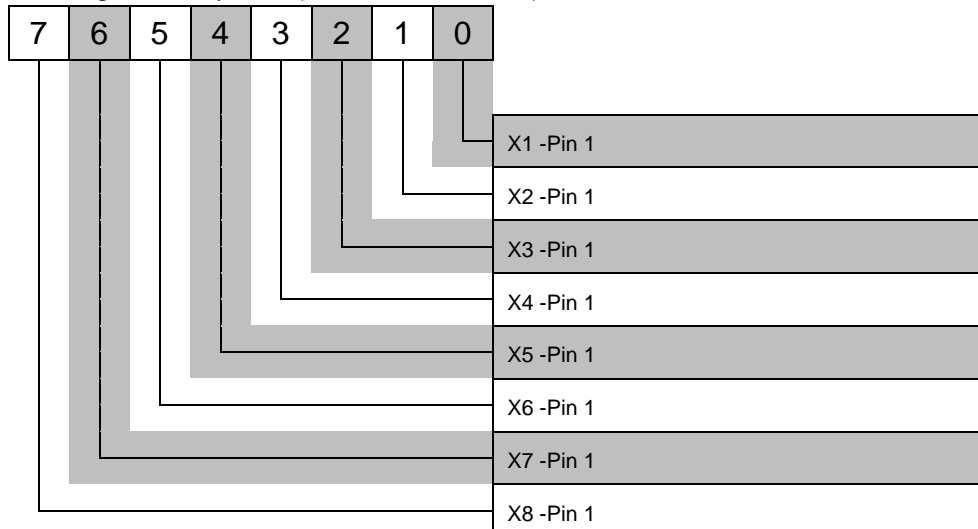 7 6 5 4 3 2 1 0
X1 -Pin 1
X2 -Pin 1
X3 -Pin 1
X4 -Pin 1
X5 -Pin 1
X6 -Pin 1
X7 -Pin 1
X8 -Pin 1